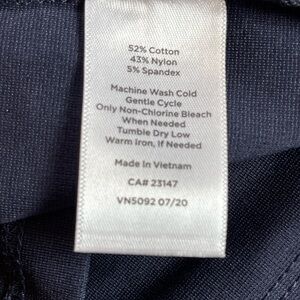 52% Cotton
43% Nylon
5% Spandex
Machine Wash Cold
Gentle Cycle
Only Non-Chlorine Bleach
When Needed
Tumble Dry Low
Warm Iron, If Needed
Made In Vietnam
CA# 23147
VN5092 07/20